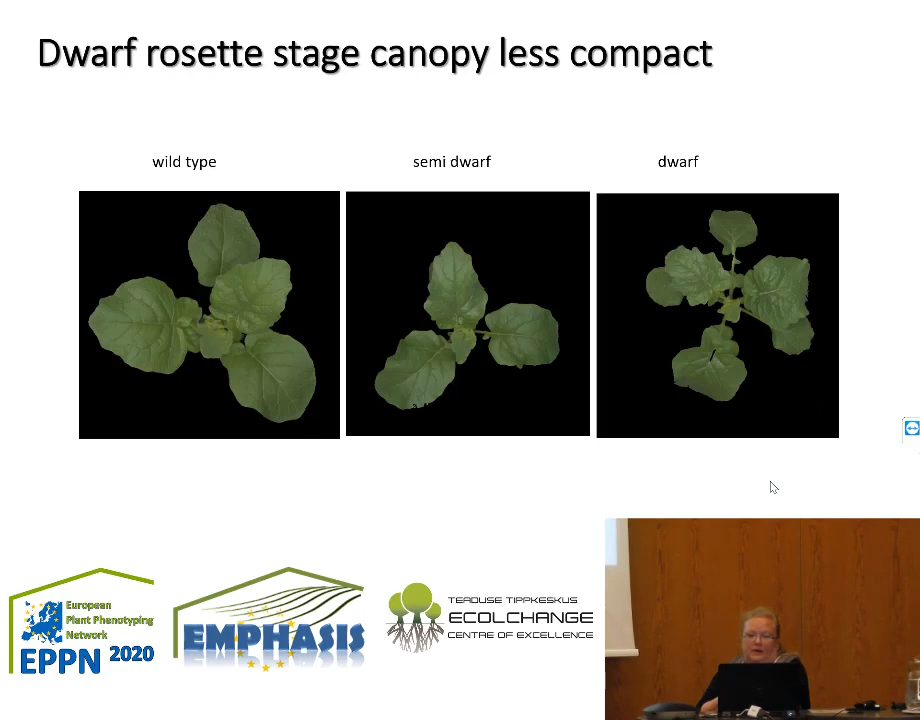 Dwarf rosette stage canopy less compact
wild type
semi dwarf
dwarf
European
Plant Phenotyping
Network
EPPN 2020
EMPHASIS
TEADUSE TIPPKESKUS
ECOLCHANGE
CENTRE OF EXCELLENCE